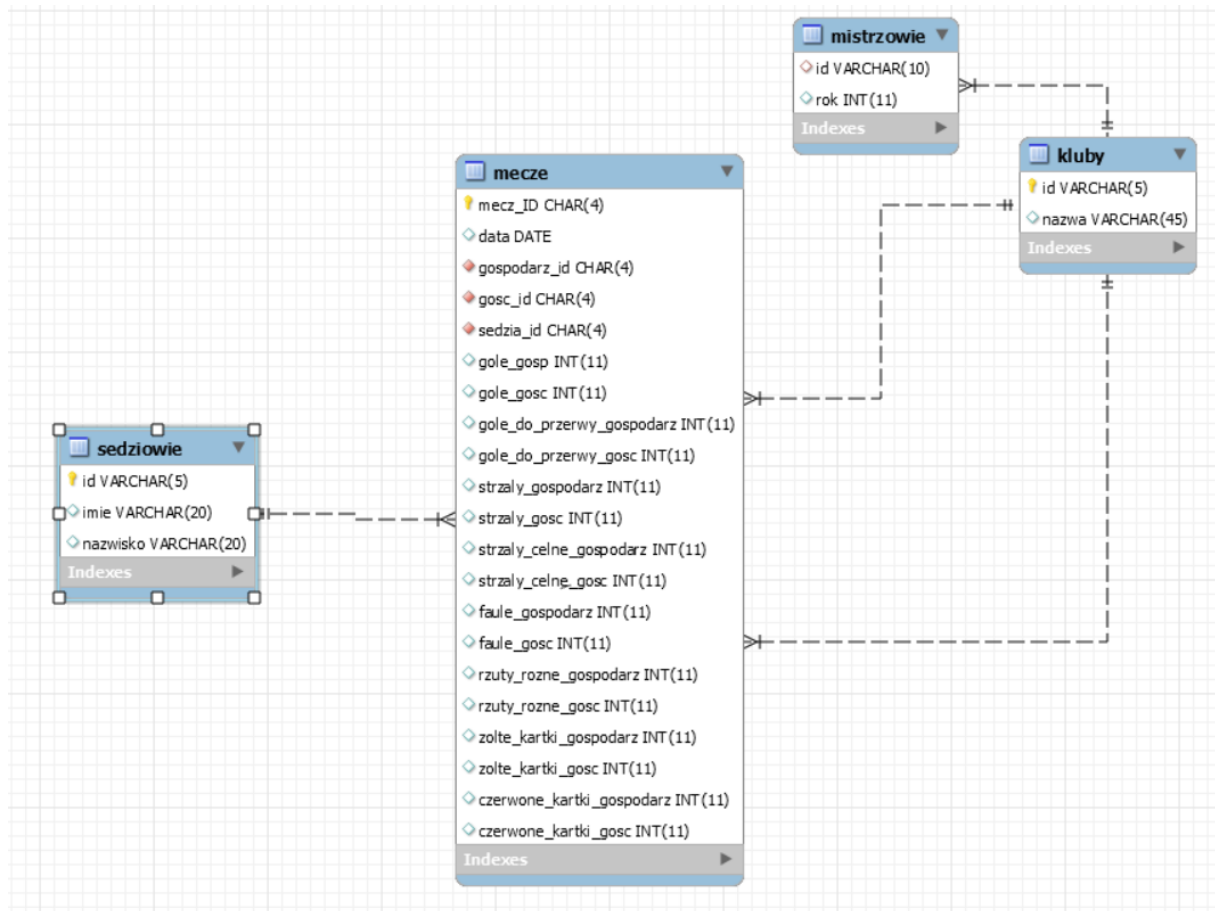 mistrzowie
id VARCHAR(10)
rok INT(11)
Indexes
kluby
id VARCHAR(5)
nazwa VARCHAR(45)
Indexes
mecze
mecz_ID CHAR(4)
data DATE
gospodarz_id CHAR(4)
gosc_id CHAR(4)
sedzia_id CHAR(4)
gole_gosp INT(11)
gole_gosc INT(11)
gole_do_przerwy_gospodarz INT(11)
gole_do_przerwy_gosc INT(11)
strzaly_gospodarz INT(11)
strzaly_gosc INT(11)
strzaly_celne_gospodarz INT(11)
strzaly_celne_gosc INT(11)
faule_gospodarz INT(11)
faule_gosc INT(11)
rzuty_rozne_gospodarz INT(11)
rzuty_rozne_gosc INT(11)
zolte_kartki_gospodarz INT(11)
zolte_kartki_gosc INT(11)
czerwone_kartki_gospodarz INT(11)
czerwone_kartki_gosc INT(11)
Indexes
sedziowie
id VARCHAR(5)
imie VARCHAR(20)
nazwisko VARCHAR(20)
Indexes